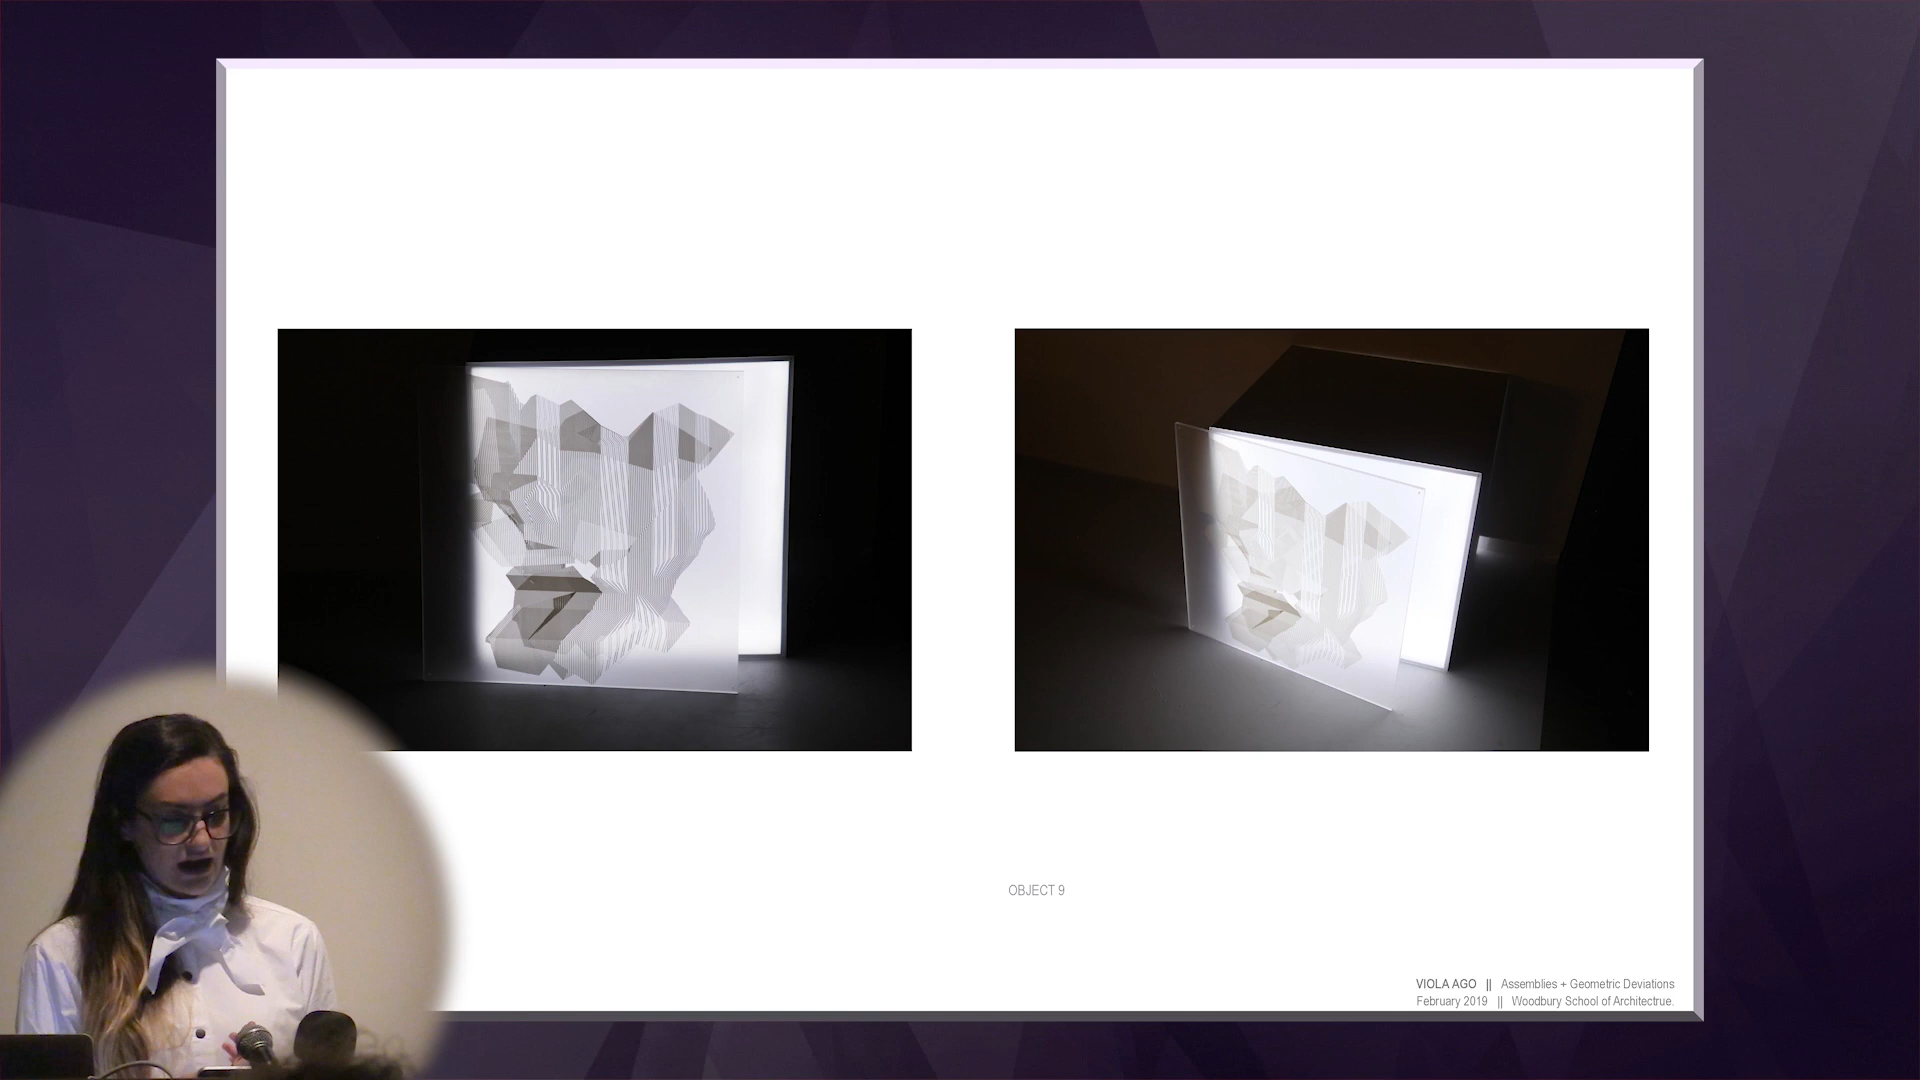 OBJECT 9
VIOLA AGO || Assemblies + Geometric Deviations
February 2019 || Woodbury School of Architectrue.